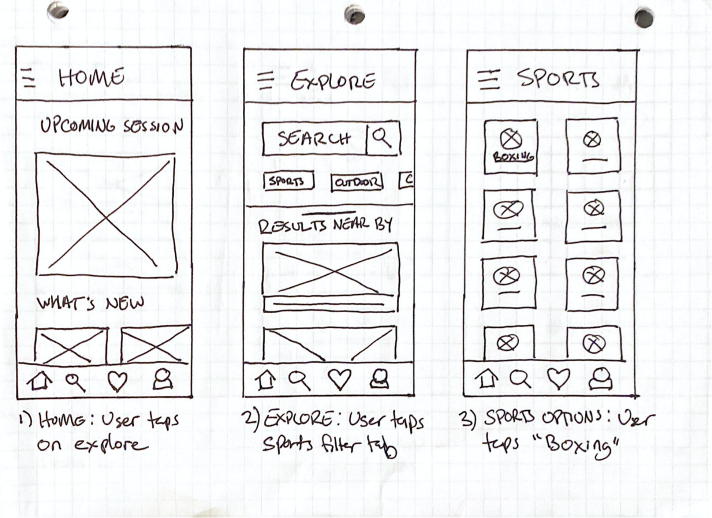 HOME
UPCOMING SESSION
WHAT'S NEW
1) HOME: User taps
on explore
EXPLORE
SEARCH
SPORTS OUTDOOR C
RESULTS NEAR BY
2) EXPLORE: User taps
Sports filter tab
SPORTS
BOXING
3) SPORTS OPTIONS: User
taps "Boxing"